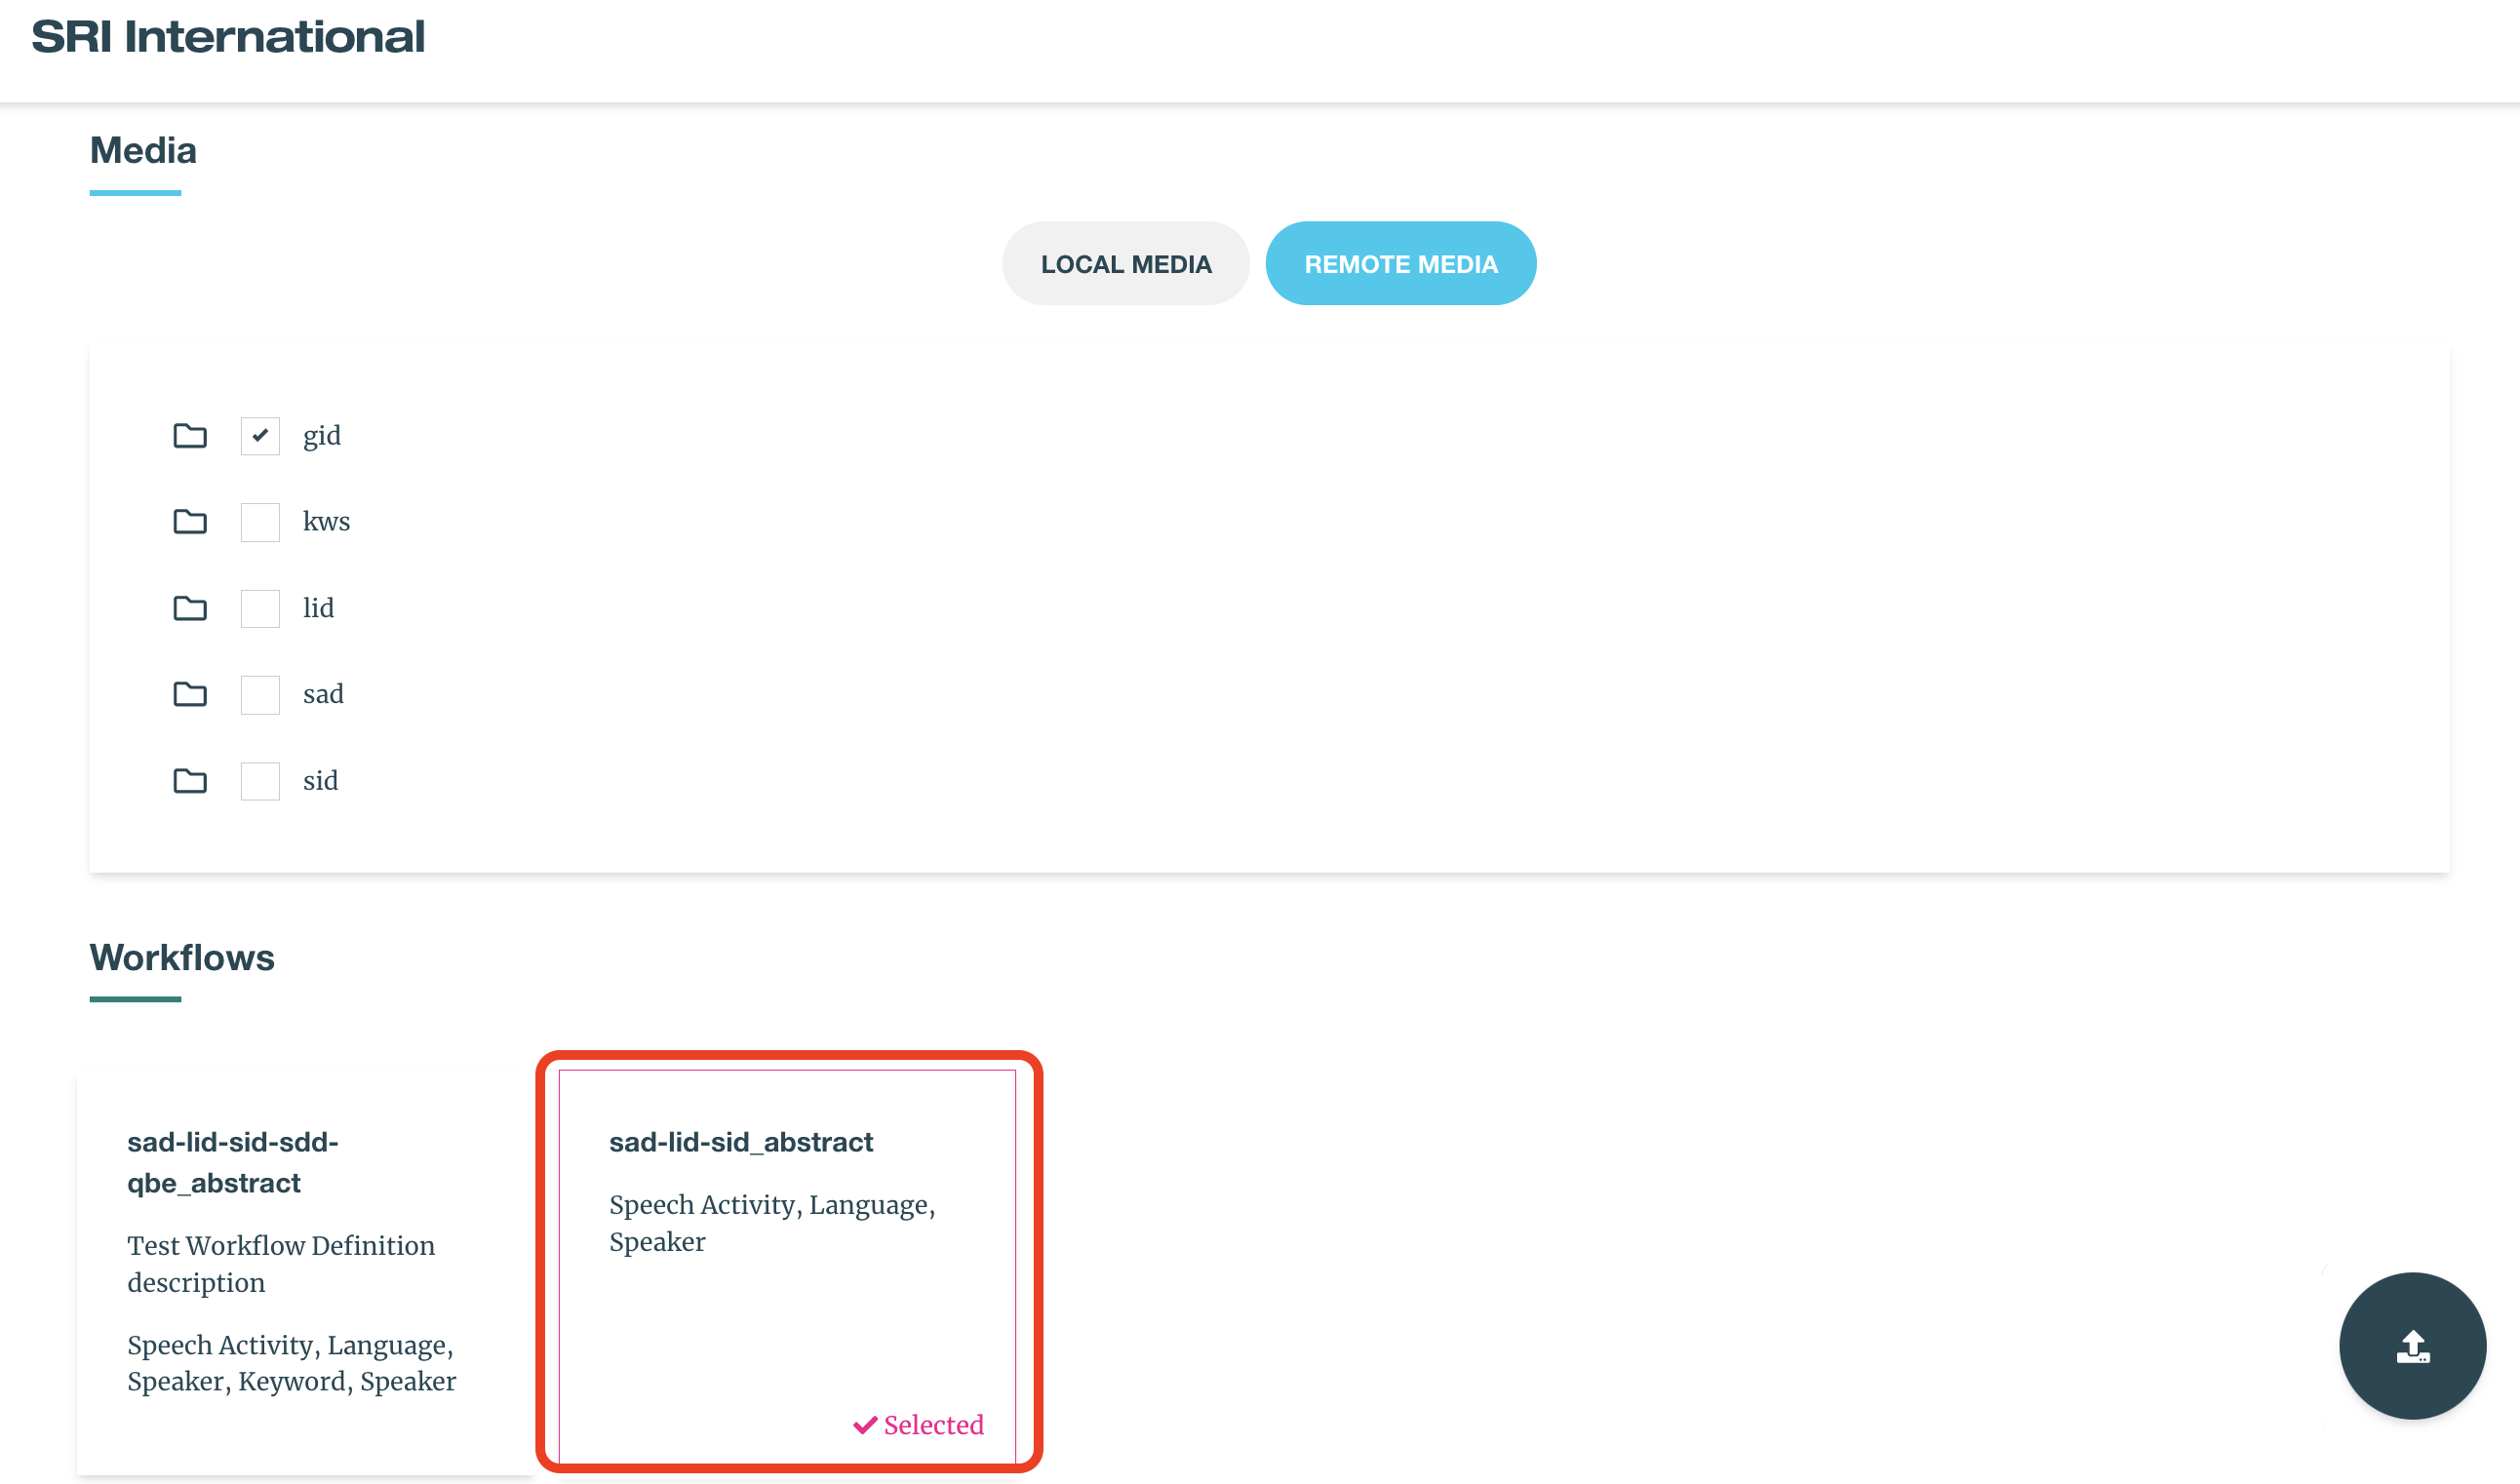 SRI International
Media
LOCAL MEDIA
REMOTE MEDIA
gid
kws
lid
sad
sid
Workflows
sad-lid-sid-sdd-
qbe_abstract
Test Workflow Definition
description
Speech Activity, Language,
Speaker, Keyword, Speaker
sad-lid-sid_abstract
Speech Activity, Language,
Speaker
Selected